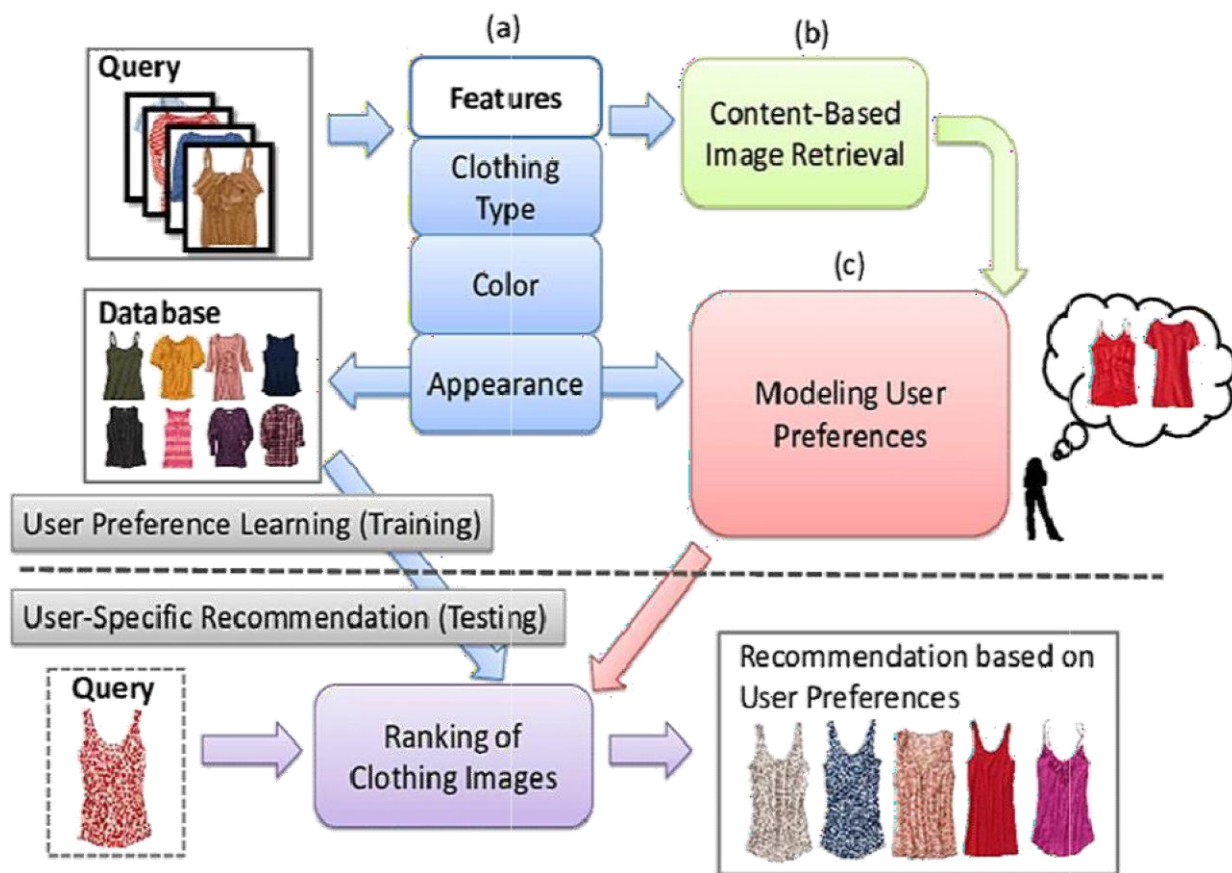 (a)
(b)
Query
Features
Content-Based
Image Retrieval
Clothing
Type
Color
(c)
Database
Appearance
Modeling User
Preferences
User Preference Learning (Training)
User-Specific Recommendation (Testing)
Query
Ranking of
Clothing Images
Recommendation based on
User Preferences